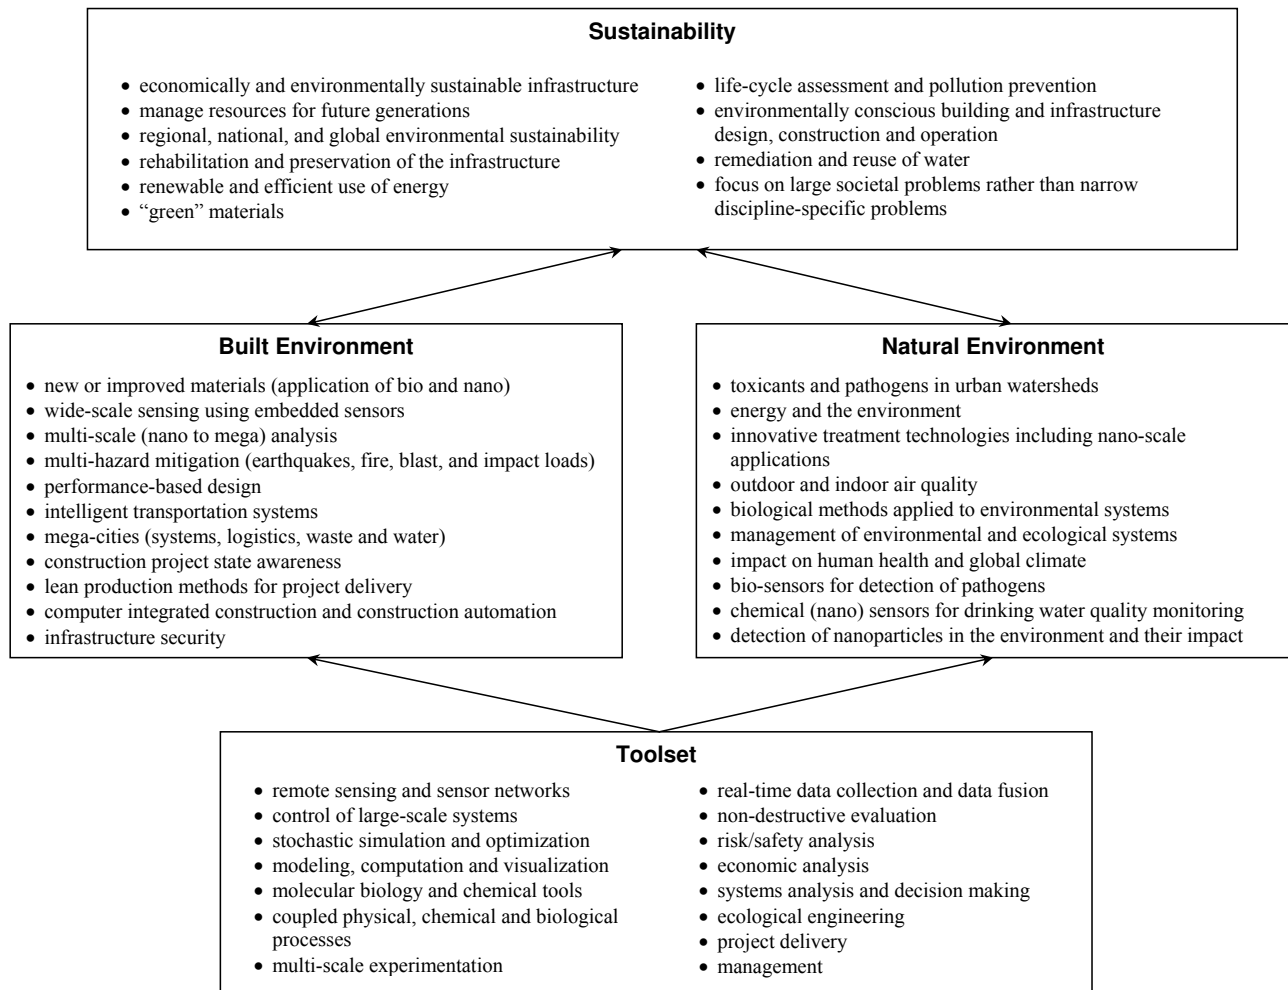 Sustainability
• economically and environmentally sustainable infrastructure
• manage resources for future generations
• regional, national, and global environmental sustainability
• rehabilitation and preservation of the infrastructure
• renewable and efficient use of energy
• “green” materials
• life-cycle assessment and pollution prevention
• environmentally conscious building and infrastructure
design, construction and operation
• remediation and reuse of water
• focus on large societal problems rather than narrow
discipline-specific problems
Built Environment
• new or improved materials (application of bio and nano)
• wide-scale sensing using embedded sensors
• multi-scale (nano to mega) analysis
• multi-hazard mitigation (earthquakes, fire, blast, and impact loads)
• performance-based design
• intelligent transportation systems
• mega-cities (systems, logistics, waste and water)
• construction project state awareness
• lean production methods for project delivery
• computer integrated construction and construction automation
• infrastructure security
Natural Environment
• toxicants and pathogens in urban watersheds
• energy and the environment
• innovative treatment technologies including nano-scale
applications
• outdoor and indoor air quality
• biological methods applied to environmental systems
• management of environmental and ecological systems
• impact on human health and global climate
• bio-sensors for detection of pathogens
• chemical (nano) sensors for drinking water quality monitoring
• detection of nanoparticles in the environment and their impact
Toolset
• remote sensing and sensor networks
• control of large-scale systems
• stochastic simulation and optimization
• modeling, computation and visualization
• molecular biology and chemical tools
• coupled physical, chemical and biological
processes
• multi-scale experimentation
• real-time data collection and data fusion
• non-destructive evaluation
• risk/safety analysis
• economic analysis
• systems analysis and decision making
• ecological engineering
• project delivery
• management